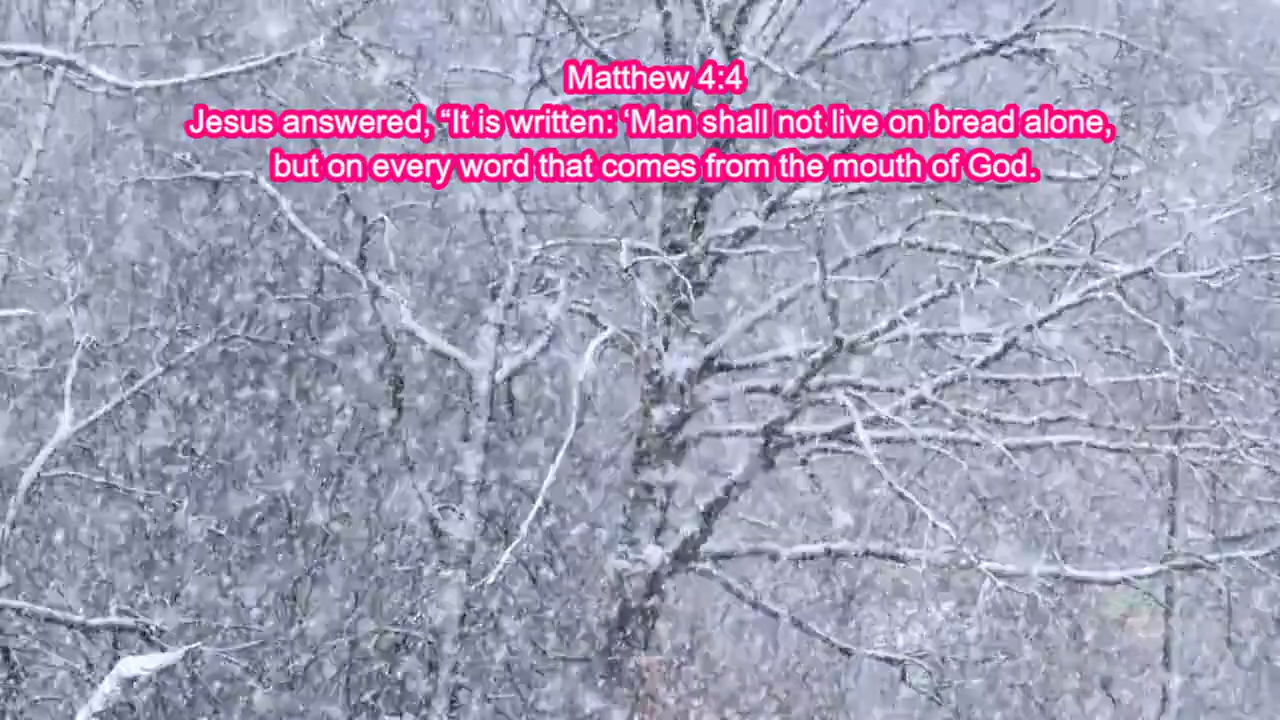 Matthew 4:4
Jesus answered, “It is written: ‘Man shall not live on bread alone,
but on every word that comes from the mouth of God.